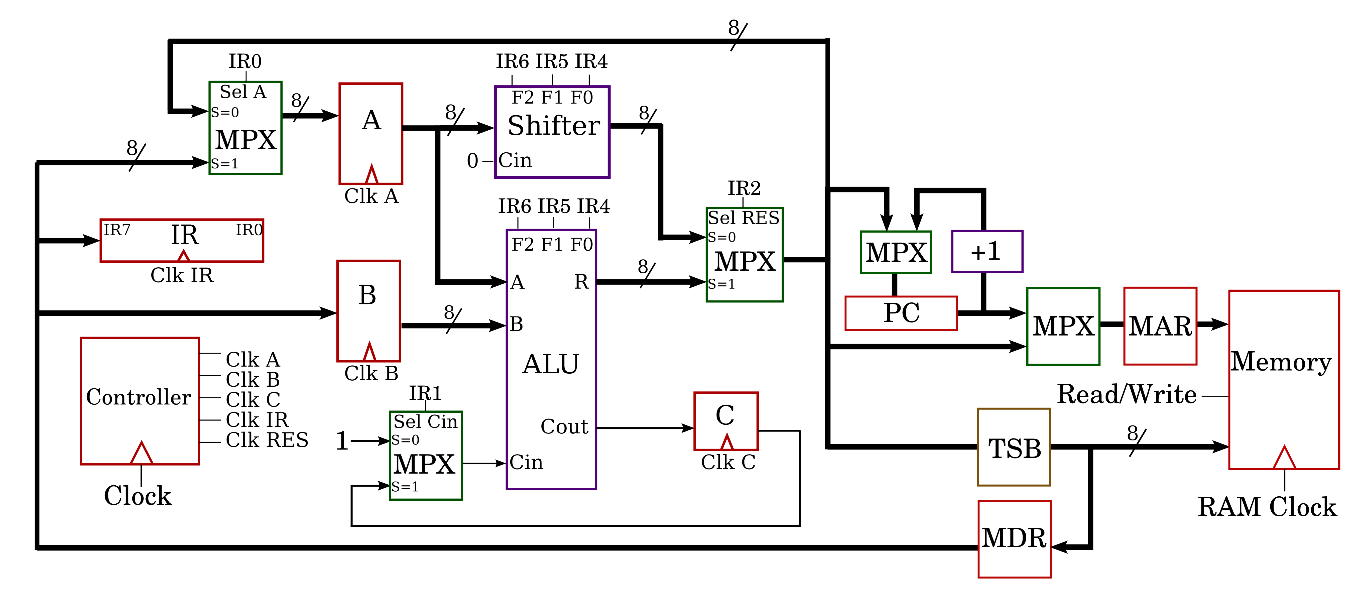 8/
IR0
IR6 IR5 IR4
Sel A
S=0
MPX
S=1
8/
8/
A
Clk A
8/
F2 F1 F0
Shifter
0
Cin
8/
IR2
Sel RES
S=0
MPX
S=1
IR7
IR
IR0
Clk IR
IR6 IR5 IR4
F2 F1 F0
A
R
8/
B
ALU
Cout
Cin
MPX
+1
PC
MPX
MAR
Memory
Read/Write
RAM Clock
B
Clk B
8/
Controller
Clk A
Clk B
Clk C
Clk IR
Clk RES
Clock
IR1
Sel Cin
1
S=0
MPX
S=1
C
Clk C
TSB
8/
MDR